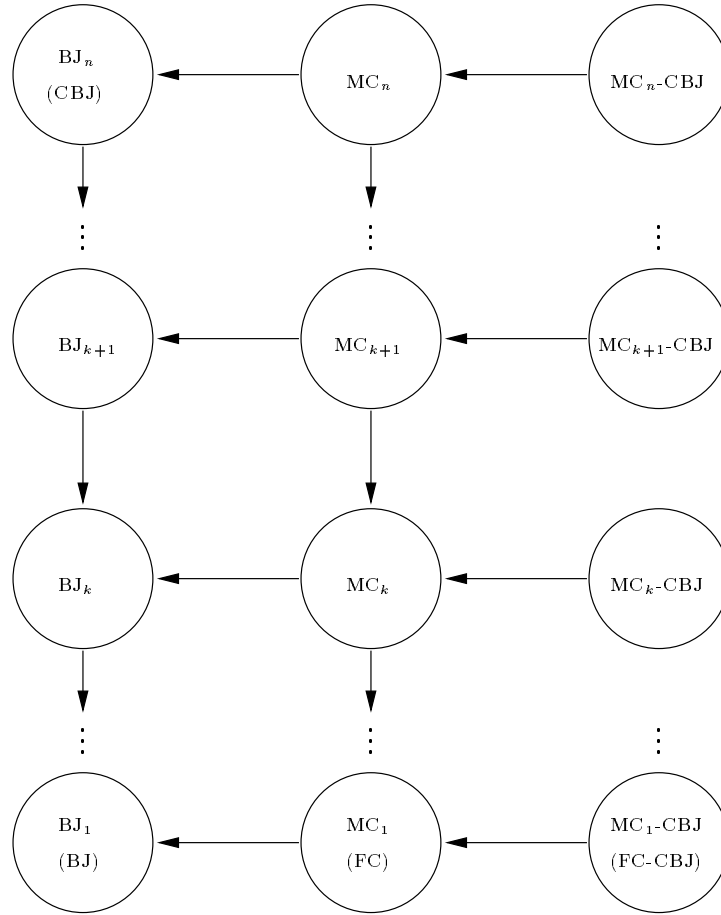 BJₙ
(CBJ)
MCₙ
MCₙ-CBJ
⋮
⋮
⋮
BJₖ₊₁
MCₖ₊₁
MCₖ₊₁-CBJ
BJₖ
MCₖ
MCₖ-CBJ
⋮
⋮
⋮
BJ₁
(BJ)
MC₁
(FC)
MC₁-CBJ
(FC-CBJ)